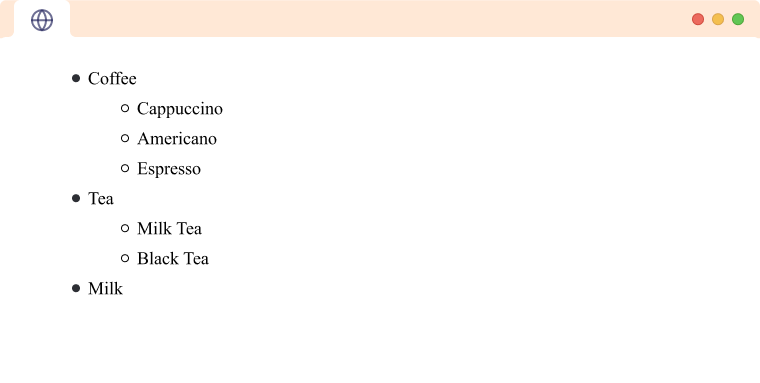 Coffee
Cappuccino
Americano
Espresso
Tea
Milk Tea
Black Tea
Milk